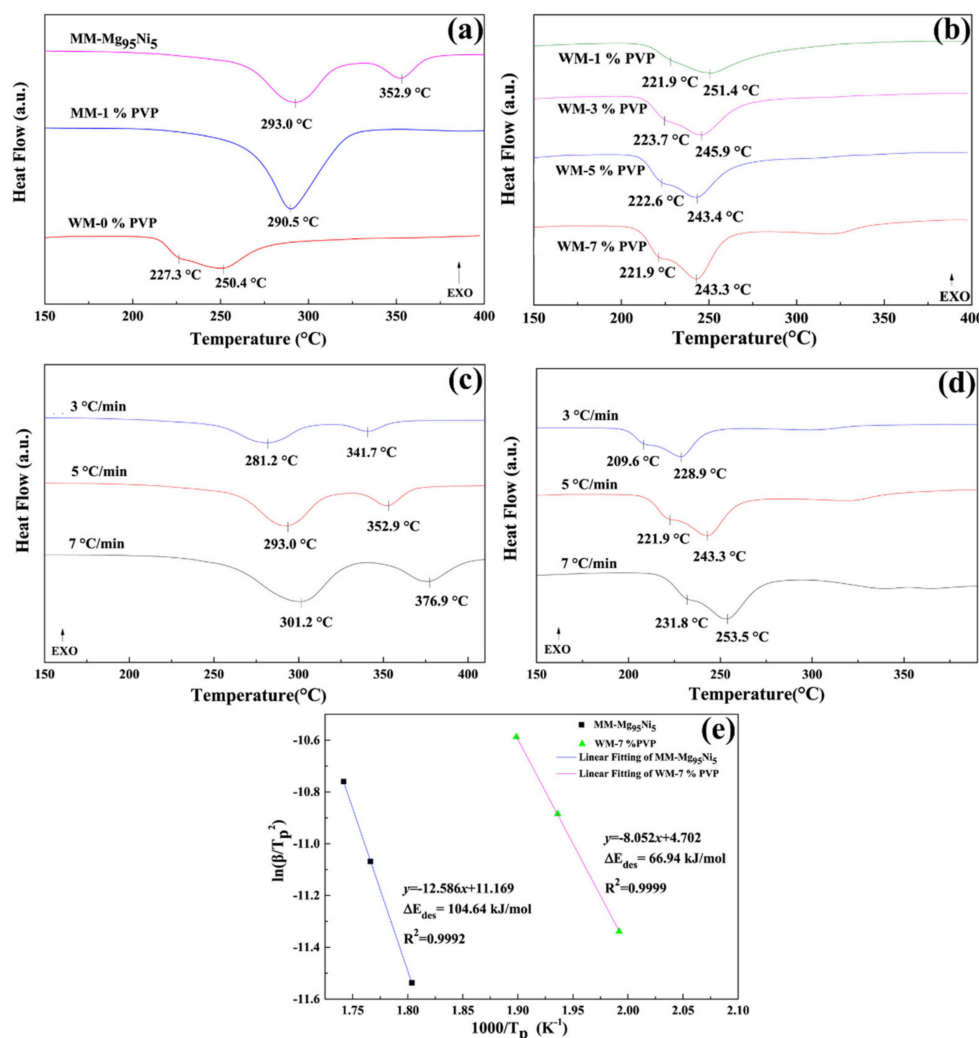 (a)
MM-Mg95Ni5
352.9 °C
293.0 °C
MM-1 % PVP
290.5 °C
WM-0 % PVP
227.3 °C
250.4 °C
EXO
Heat Flow (a.u.)
150 200 250 300 350 400
Temperature (°C)
(b)
WM-1 % PVP
221.9 °C
251.4 °C
WM-3 % PVP
223.7 °C
245.9 °C
WM-5 % PVP
222.6 °C
243.4 °C
WM-7 % PVP
221.9 °C
243.3 °C
EXO
Heat Flow (a.u.)
150 200 250 300 350 400
Temperature(°C)
(c)
3 °C/min
281.2 °C
341.7 °C
5 °C/min
293.0 °C
352.9 °C
7 °C/min
301.2 °C
376.9 °C
EXO
Heat Flow (a.u.)
150 200 250 300 350 400
Temperature(°C)
(d)
3 °C/min
209.6 °C
228.9 °C
5 °C/min
221.9 °C
243.3 °C
7 °C/min
231.8 °C
253.5 °C
EXO
Heat Flow (a.u.)
150 200 250 300 350
Temperature(°C)
(e)
MM-Mg95Ni5
WM-7 %PVP
Linear Fitting of MM-Mg95Ni5
Linear Fitting of WM-7 % PVP
y=-8.052x+4.702
ΔEdes= 66.94 kJ/mol
R2=0.9999
y=-12.586x+11.169
ΔEdes= 104.64 kJ/mol
R2=0.9992
ln(β/Tp2)
-10.6
-10.8
-11.0
-11.2
-11.4
-11.6
1.75 1.80 1.85 1.90 1.95 2.00 2.05 2.10
1000/Tp (K-1)